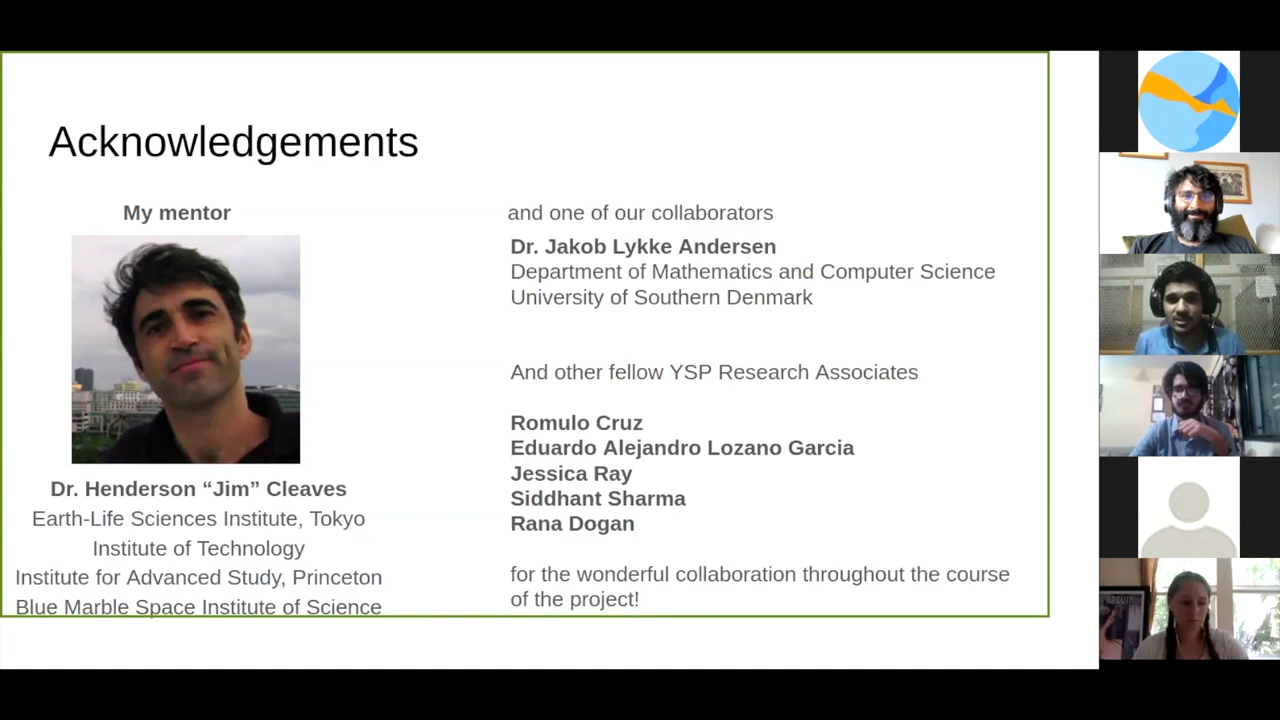 Acknowledgements
My mentor
Dr. Henderson “Jim” Cleaves
Earth-Life Sciences Institute, Tokyo
Institute of Technology
Institute for Advanced Study, Princeton
Blue Marble Space Institute of Science
and one of our collaborators
Dr. Jakob Lykke Andersen
Department of Mathematics and Computer Science
University of Southern Denmark
And other fellow YSP Research Associates
Romulo Cruz
Eduardo Alejandro Lozano Garcia
Jessica Ray
Siddhant Sharma
Rana Dogan
for the wonderful collaboration throughout the course
of the project!